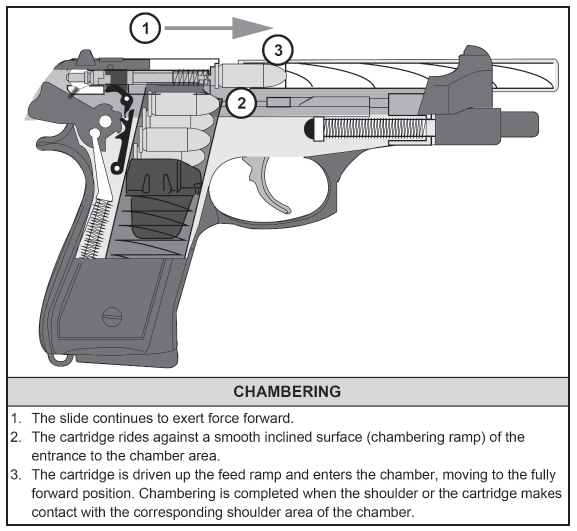 1
3
2
CHAMBERING
1. The slide continues to exert force forward.
2. The cartridge rides against a smooth inclined surface (chambering ramp) of the
entrance to the chamber area.
3. The cartridge is driven up the feed ramp and enters the chamber, moving to the fully
forward position. Chambering is completed when the shoulder or the cartridge makes
contact with the corresponding shoulder area of the chamber.